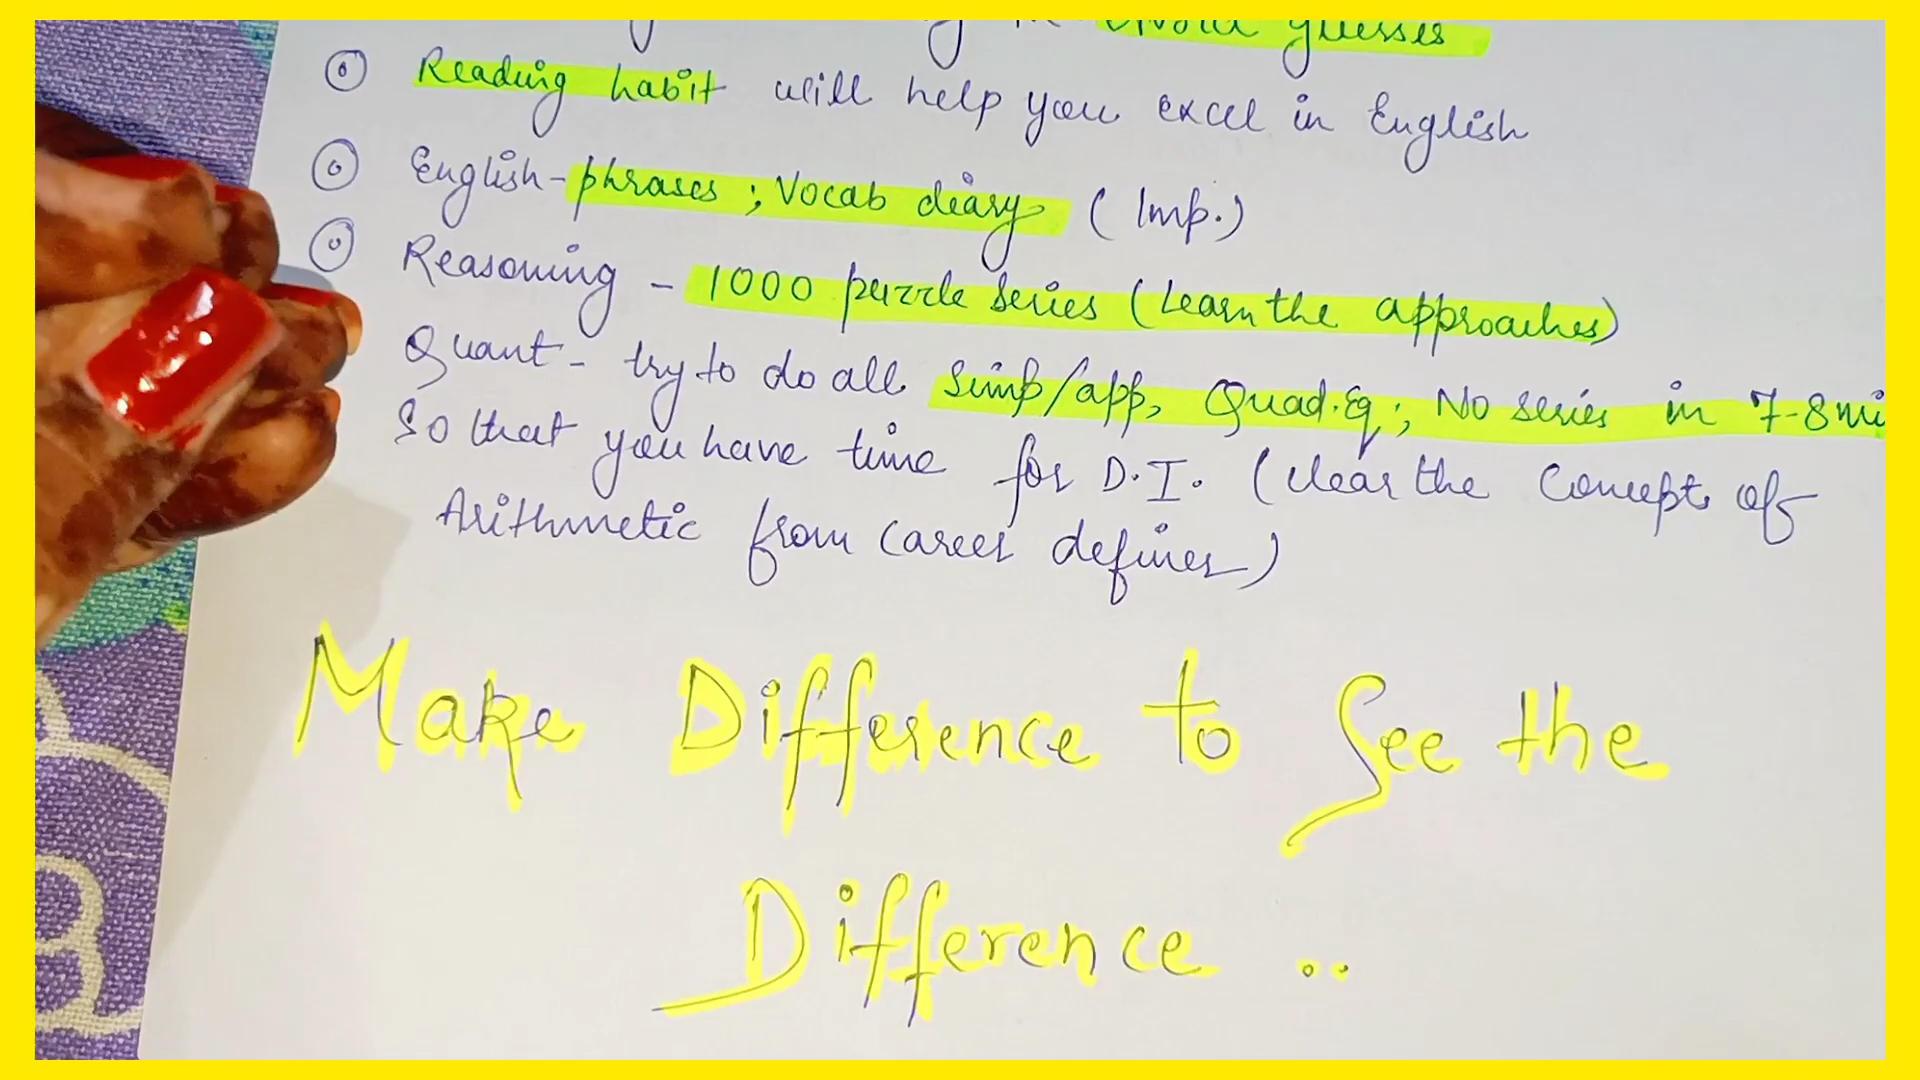 guesses
Reading habit will help you excel in English
English - phrases ; Vocab diary (Imp.)
Reasoning - 1000 puzzle series (Learn the approaches)
Quant - try to do all simp/app, Quad. Eq ; No series in 7-8 mi
So that you have time for D.I. (clear the concepts of
Arithmetic from career definer)
Make Difference to See the
Difference ..